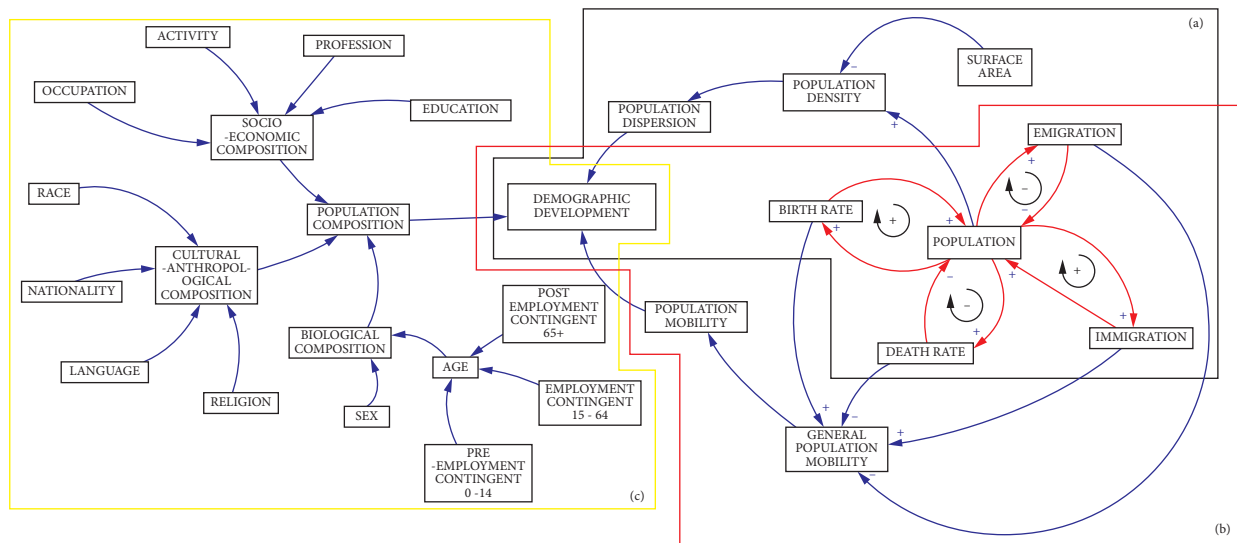 (a)
ACTIVITY
PROFESSION
SURFACE
AREA
OCCUPATION
EDUCATION
POPULATION
DENSITY
–
+
POPULATION
DISPERSION
SOCIO
-ECONOMIC
COMPOSITION
EMIGRATION
+
–
–
RACE
POPULATION
COMPOSITION
DEMOGRAPHIC
DEVELOPMENT
BIRTH RATE
+
+
+
POPULATION
CULTURAL
-ANTHROPOL-
OGICAL
COMPOSITION
NATIONALITY
–
+
+
–
+
+
POST
EMPLOYMENT
CONTINGENT
65+
POPULATION
MOBILITY
DEATH RATE
IMMIGRATION
BIOLOGICAL
COMPOSITION
AGE
LANGUAGE
RELIGION
SEX
EMPLOYMENT
CONTINGENT
15 - 64
+
–
+
GENERAL
POPULATION
MOBILITY
–
PRE
-EMPLOYMENT
CONTINGENT
0 -14
(c)
(b)